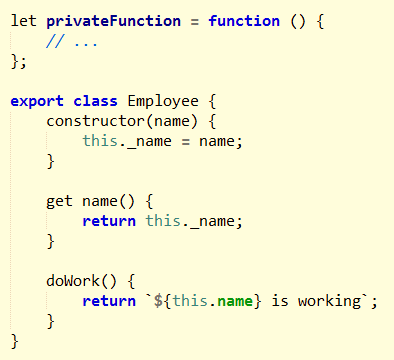 let privateFunction = function () {
    // ...
};

export class Employee {
    constructor(name) {
        this._name = name;
    }

    get name() {
        return this._name;
    }

    doWork() {
        return `${this.name} is working`;
    }
}